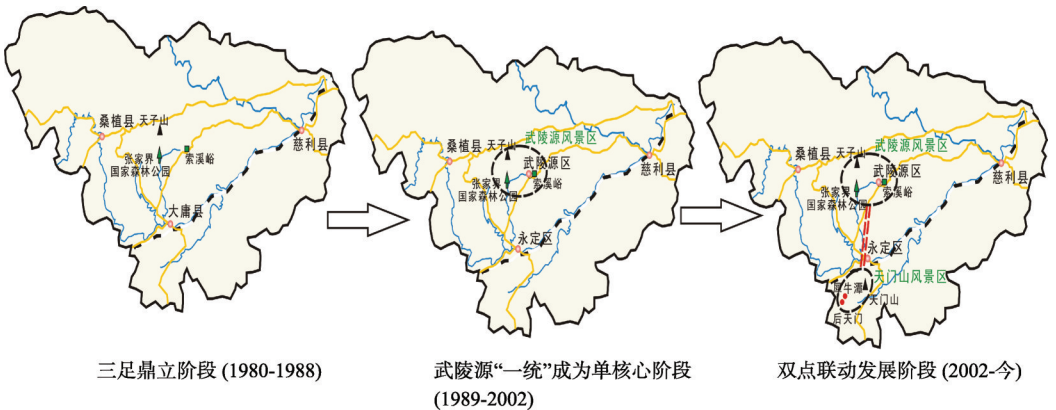 桑植县
天子山
慈利县
张家界
国家森林公园
索溪峪
大庸县
三足鼎立阶段 (1980-1988)
武陵源风景区
桑植县
天子山
武陵源区
慈利县
张家界
国家森林公园
索溪峪
永定区
武陵源“一统”成为单核心阶段
(1989-2002)
武陵源风景区
桑植县
天子山
武陵源区
慈利县
张家界
国家森林公园
索溪峪
永定区
天门山风景区
犀牛潭
天门山
后天门
双点联动发展阶段 (2002-今)